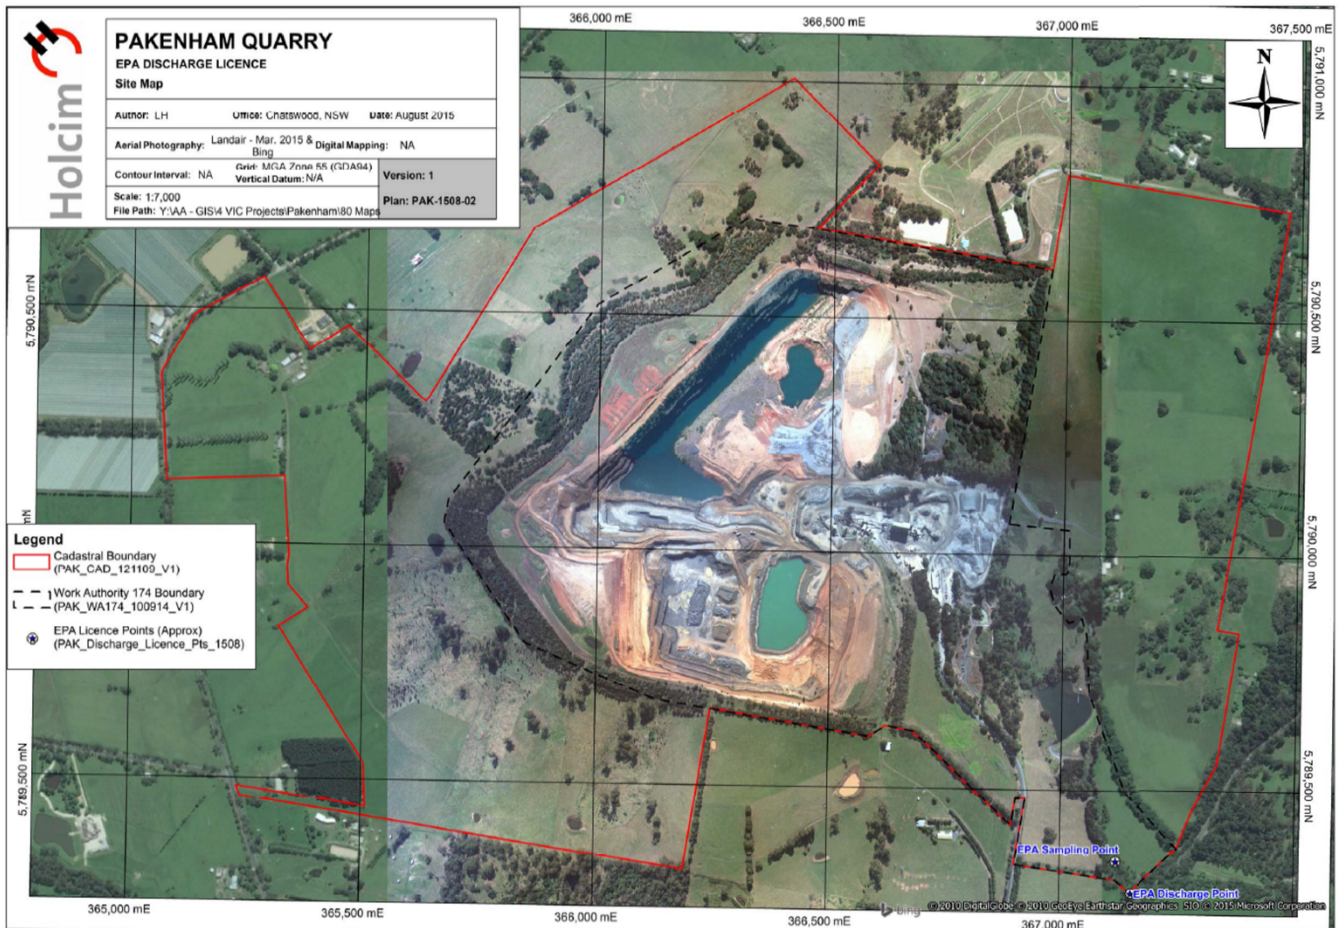 Holcim
PAKENHAM QUARRY
EPA DISCHARGE LICENCE
Site Map
Author: LH Office: Chatswood, NSW Date: August 2015
Aerial Photography: Landair - Mar. 2015 & Bing Digital Mapping: NA
Contour Interval: NA Grid: MGA Zone 55 (GDA94)
Vertical Datum: N/A
Version: 1
Scale: 1:7,000
File Path: Y:\AA - GIS\4 VIC Projects\Pakenham\80 Maps
Plan: PAK-1508-02
366,000 mE 366,500 mE 367,000 mE 367,500 mE
N
5,791,000 mN
5,790,500 mN
5,790,500 mN
mN
5,790,000 mN
Legend
Cadastral Boundary
(PAK_CAD_121109_V1)
Work Authority 174 Boundary
(PAK_WA174_100914_V1)
EPA Licence Points (Approx)
(PAK_Discharge_Licence_Pts_1508)
5,789,500 mN
5,789,500 mN
EPA Sampling Point
EPA Discharge Point
bing
© 2010 DigitalGlobe © 2010 GeoEye Earthstar Geographics SIO © 2015 Microsoft Corporation
365,000 mE 365,500 mE 366,000 mE 366,500 mE 367,000 mE